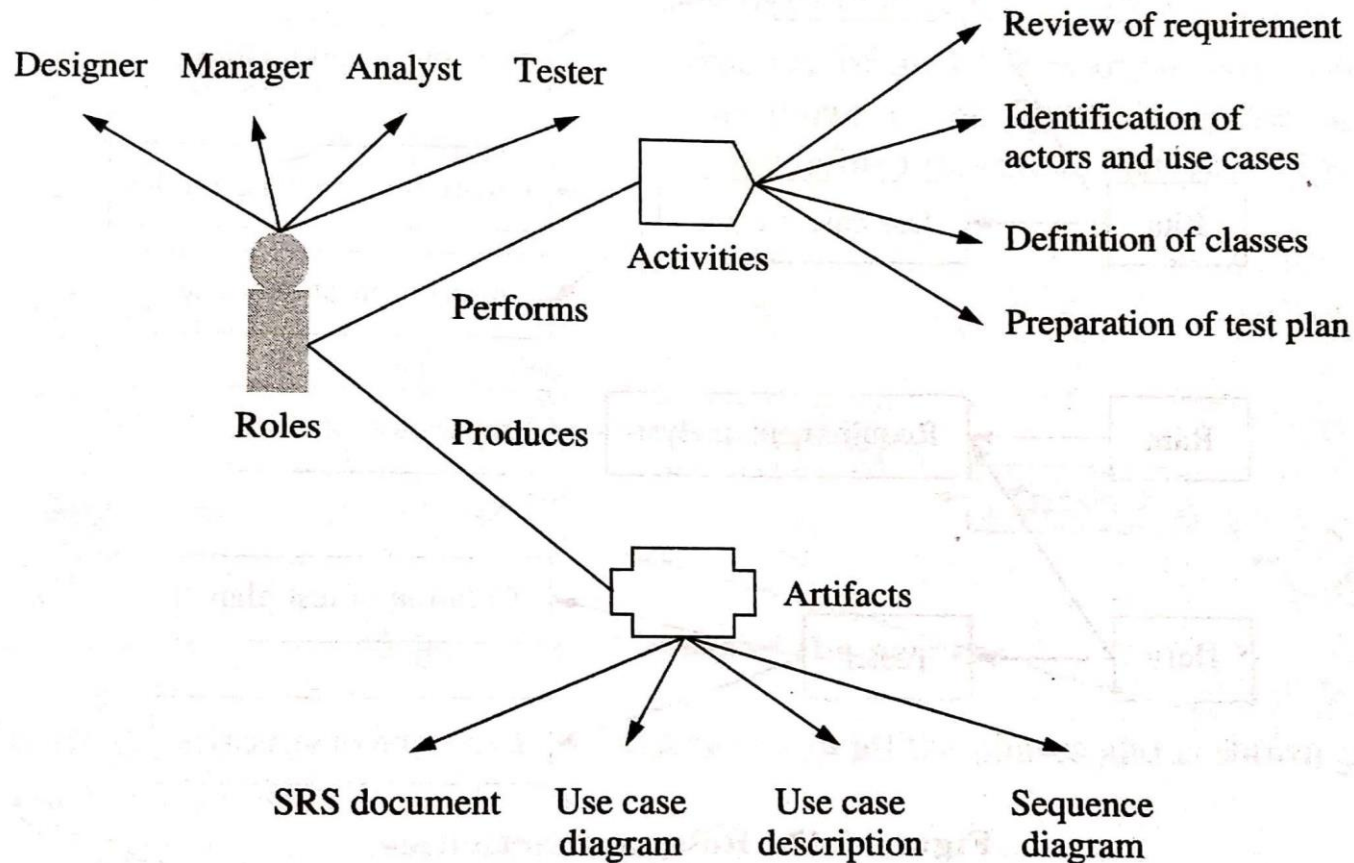 Review of requirement
Designer Manager Analyst Tester
Identification of
actors and use cases
Activities
Definition of classes
Performs
Preparation of test plan
Roles
Produces
Artifacts
SRS document
Use case
diagram
Use case
description
Sequence
diagram